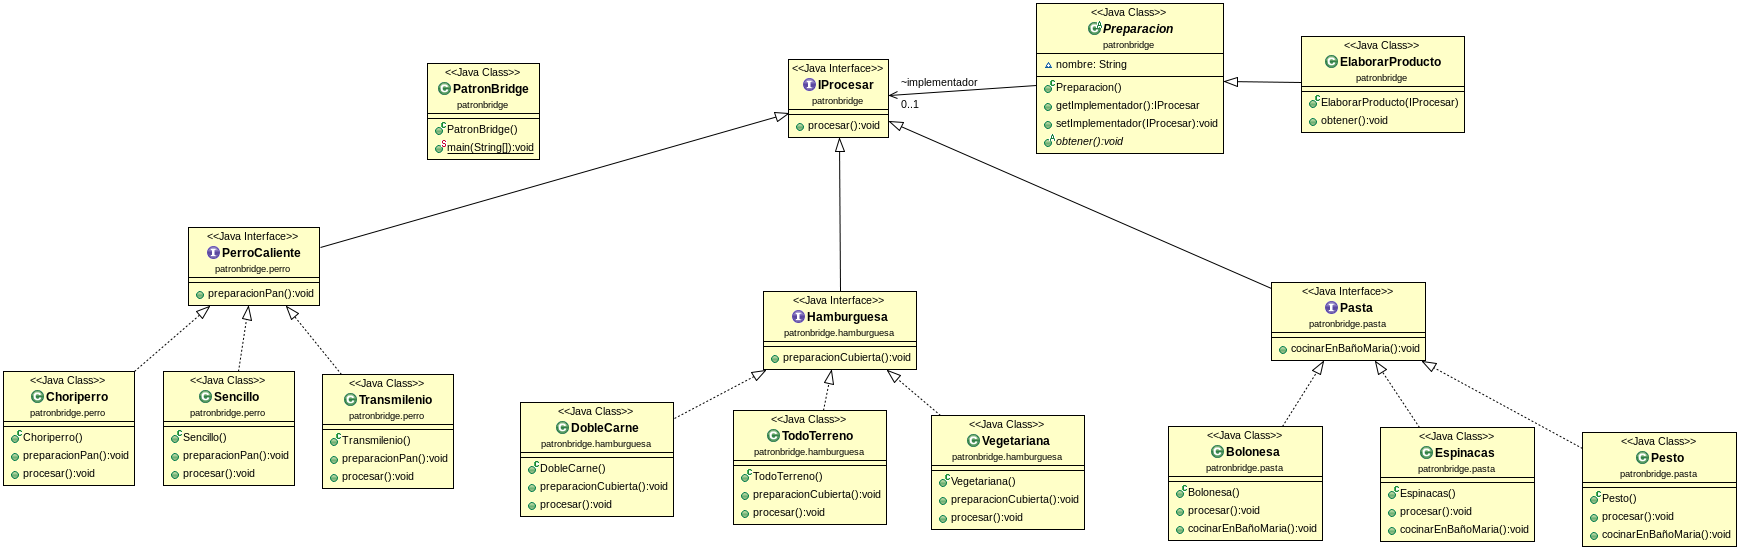 <<Java Class>>
PatronBridge
patronbridge
PatronBridge()
main(String[]):void
<<Java Interface>>
IProcesar
patronbridge
procesar():void
~implementador
0..1
<<Java Class>>
Preparacion
patronbridge
nombre: String
Preparacion()
getImplementador():IProcesar
setImplementador(IProcesar):void
obtener():void
<<Java Class>>
ElaborarProducto
patronbridge
ElaborarProducto(IProcesar)
obtener():void
<<Java Interface>>
PerroCaliente
patronbridge.perro
preparacionPan():void
<<Java Interface>>
Hamburguesa
patronbridge.hamburguesa
preparacionCubierta():void
<<Java Interface>>
Pasta
patronbridge.pasta
cocinarEnBañoMaria():void
<<Java Class>>
Choriperro
patronbridge.perro
Choriperro()
preparacionPan():void
procesar():void
<<Java Class>>
Sencillo
patronbridge.perro
Sencillo()
preparacionPan():void
procesar():void
<<Java Class>>
Transmilenio
patronbridge.perro
Transmilenio()
preparacionPan():void
procesar():void
<<Java Class>>
DobleCarne
patronbridge.hamburguesa
DobleCarne()
preparacionCubierta():void
procesar():void
<<Java Class>>
TodoTerreno
patronbridge.hamburguesa
TodoTerreno()
preparacionCubierta():void
procesar():void
<<Java Class>>
Vegetariana
patronbridge.hamburguesa
Vegetariana()
preparacionCubierta():void
procesar():void
<<Java Class>>
Bolonesa
patronbridge.pasta
Bolonesa()
procesar():void
cocinarEnBañoMaria():void
<<Java Class>>
Espinacas
patronbridge.pasta
Espinacas()
procesar():void
cocinarEnBañoMaria():void
<<Java Class>>
Pesto
patronbridge.pasta
Pesto()
procesar():void
cocinarEnBañoMaria():void